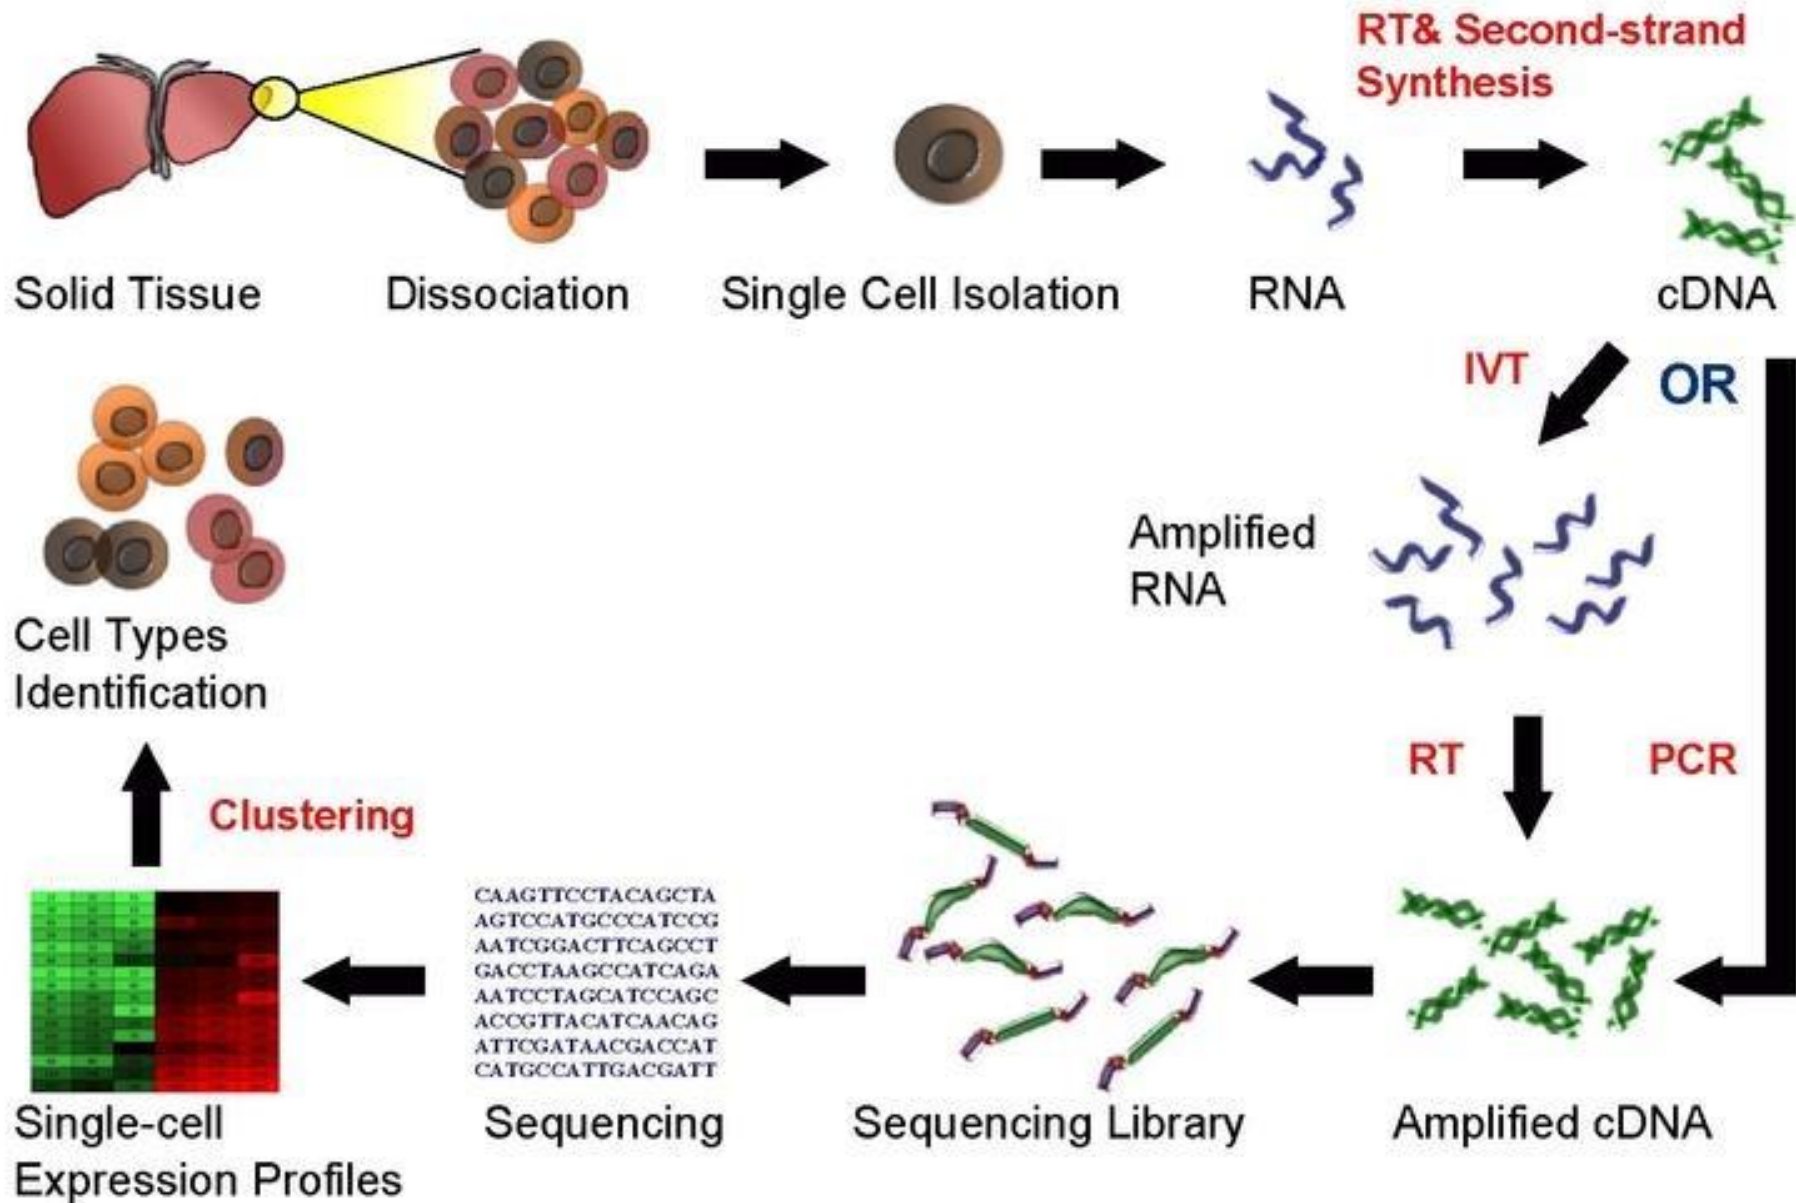 RT& Second-strand
Synthesis
Solid Tissue
Dissociation
Single Cell Isolation
RNA
cDNA
IVT
OR
Amplified
RNA
RT
PCR
Amplified cDNA
Sequencing Library
CAAGTTCCTACAGCTA
AGTCCATGCCCATCCG
AATCGGACTTCAGCCT
GACCTAAGCCATCAGA
AATCCTAGCATCCAGC
ACCGTTACATCAACAG
ATTCGATAACGACCAT
CATGCCATTGACGATT
Sequencing
Single-cell
Expression Profiles
Clustering
Cell Types
Identification